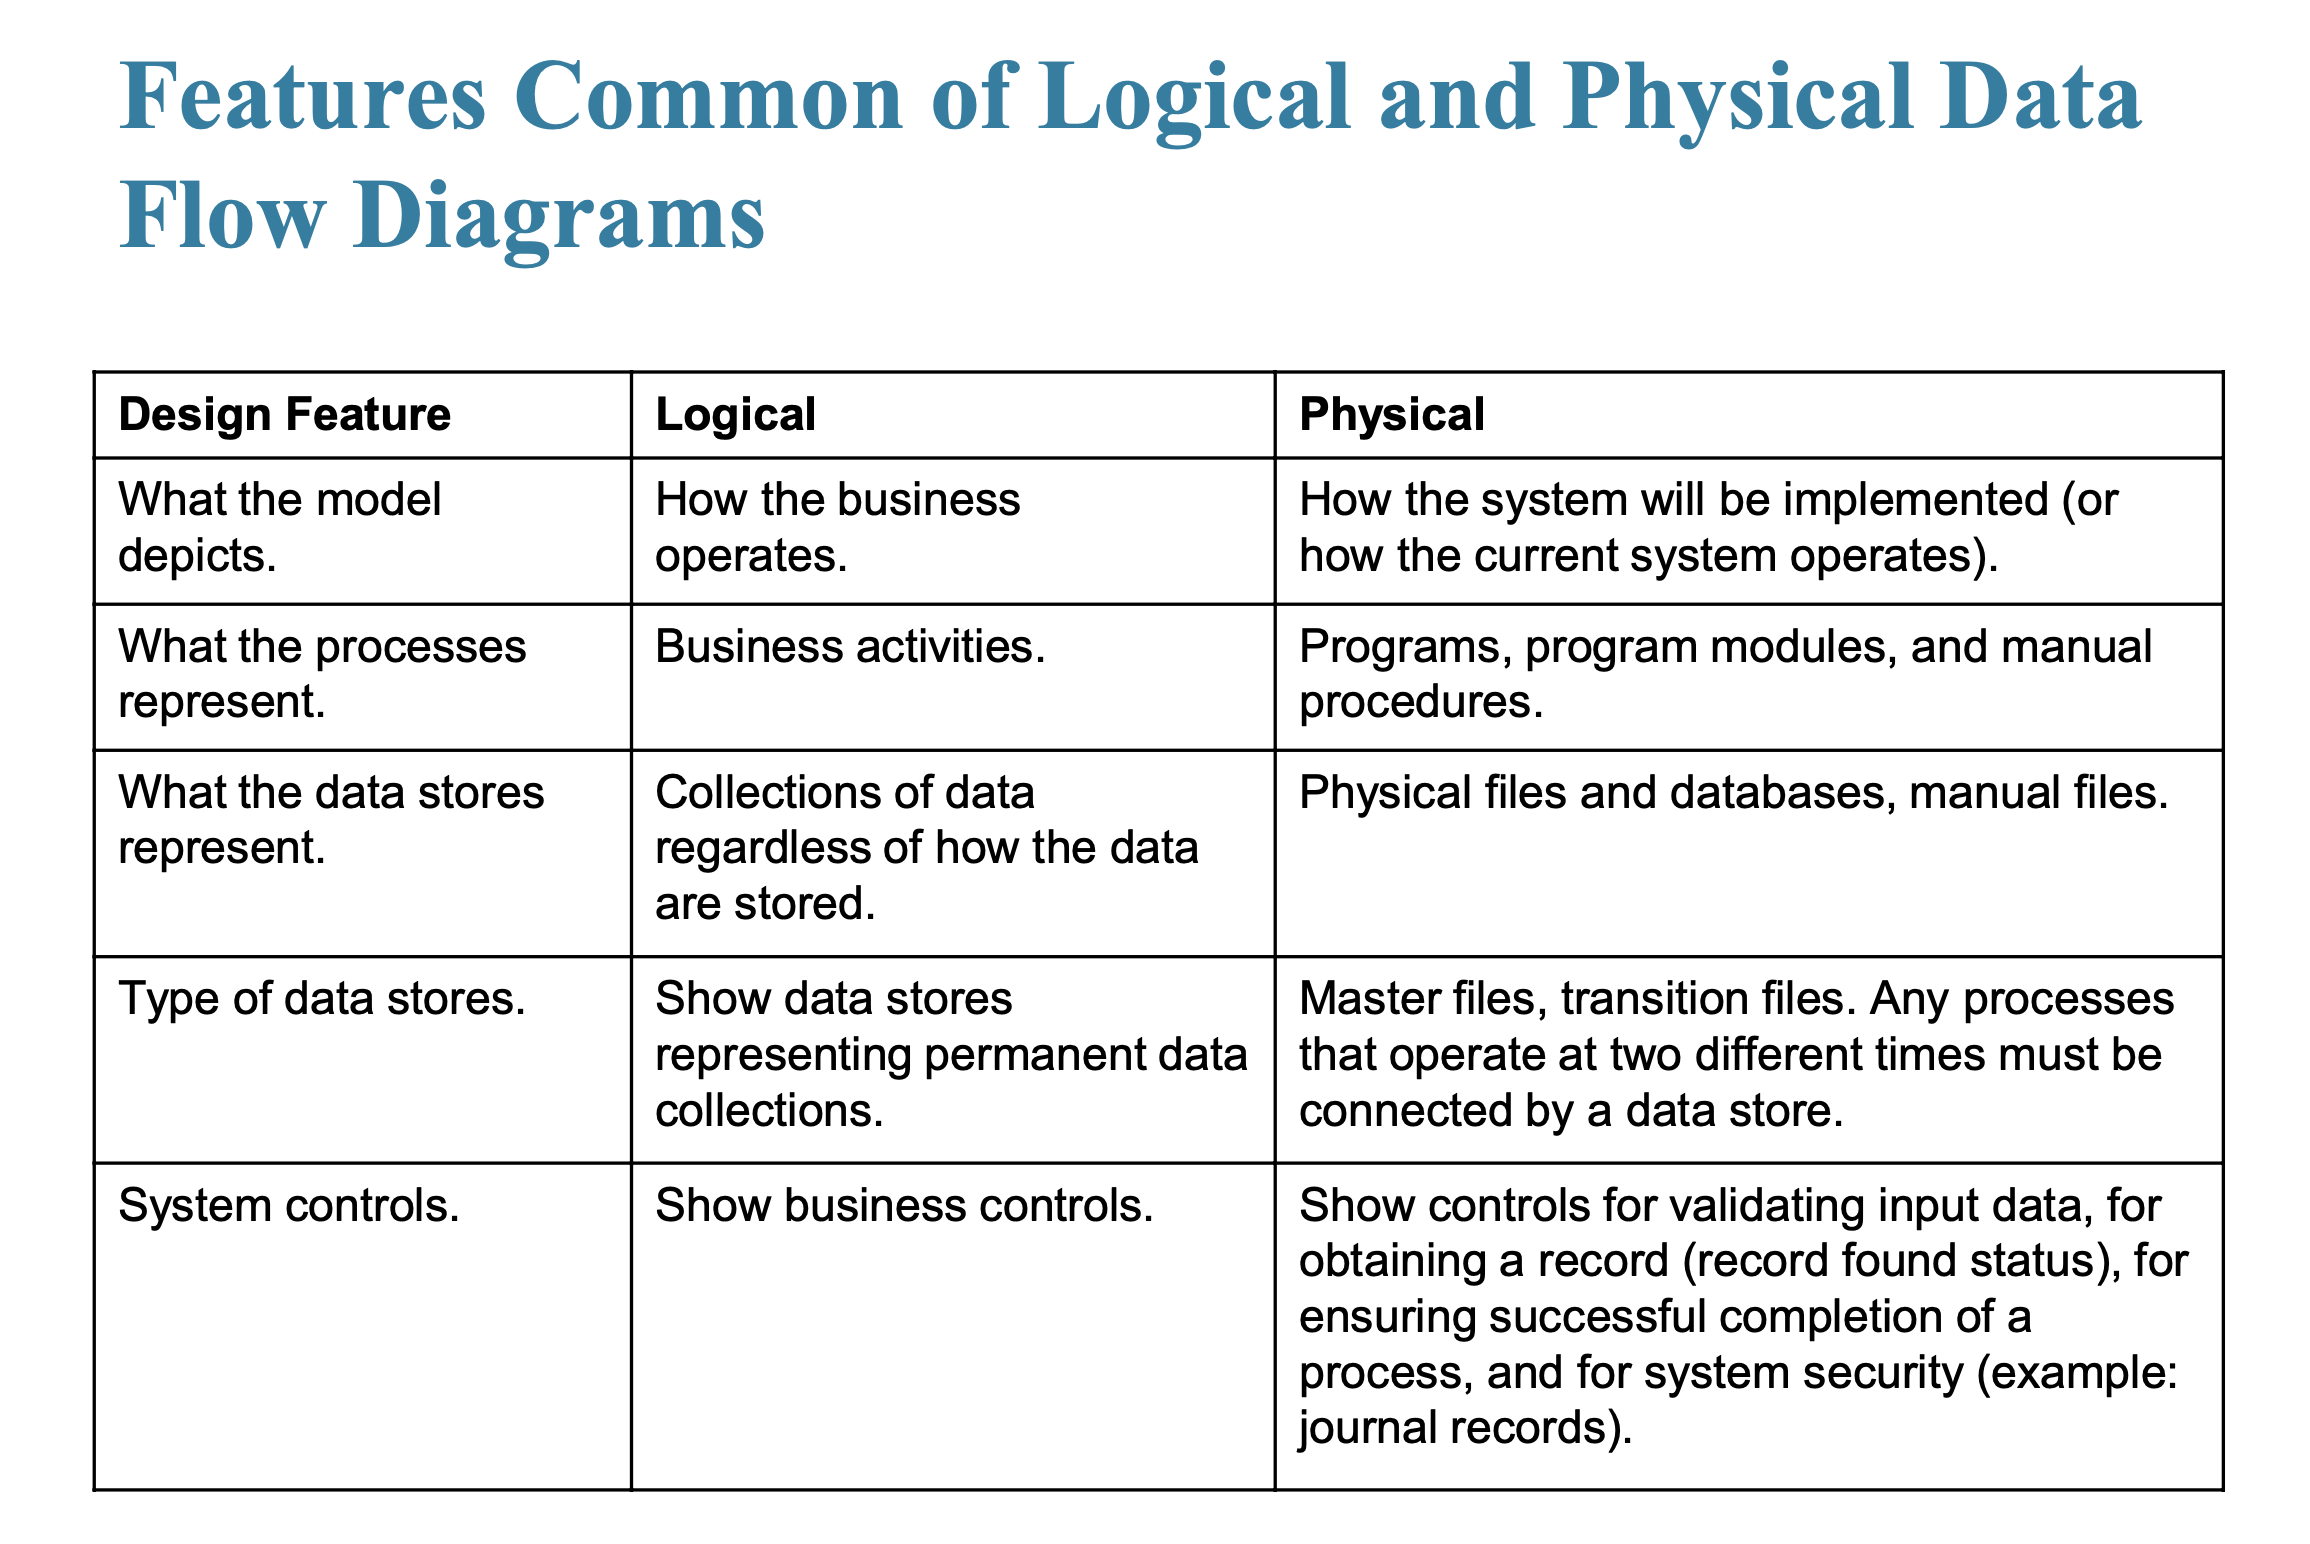 Features Common of Logical and Physical Data
Flow Diagrams
Design Feature
Logical
Physical
What the model
depicts.
How the business
operates.
How the system will be implemented (or
how the current system operates).
What the processes
represent.
Business activities.
Programs, program modules, and manual
procedures.
What the data stores
represent.
Collections of data
regardless of how the data
are stored.
Physical files and databases, manual files.
Type of data stores.
Show data stores
representing permanent data
collections.
Master files, transition files. Any processes
that operate at two different times must be
connected by a data store.
System controls.
Show business controls.
Show controls for validating input data, for
obtaining a record (record found status), for
ensuring successful completion of a
process, and for system security (example:
journal records).